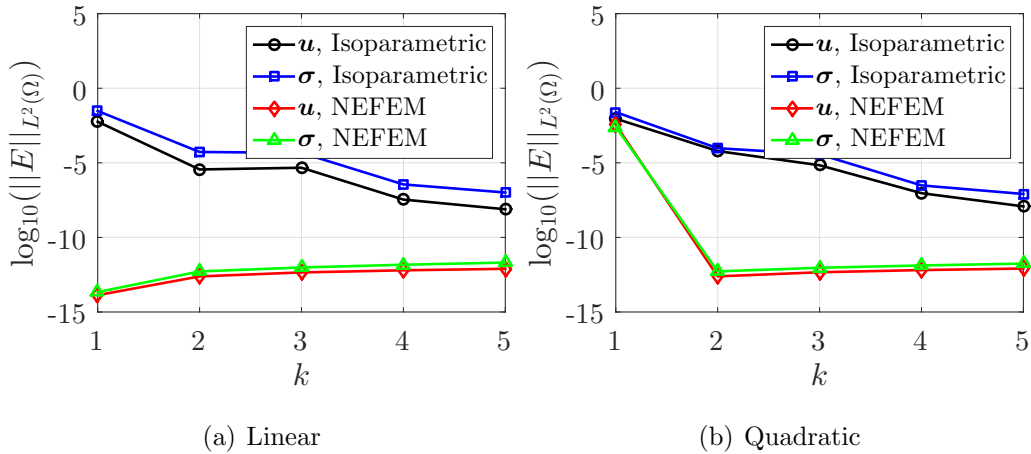 5
0
-5
-10
-15
log10(||E||L2(Ω))
1 2 3 4 5
k
u, Isoparametric
σ, Isoparametric
u, NEFEM
σ, NEFEM
(a) Linear
5
0
-5
-10
-15
log10(||E||L2(Ω))
1 2 3 4 5
k
u, Isoparametric
σ, Isoparametric
u, NEFEM
σ, NEFEM
(b) Quadratic